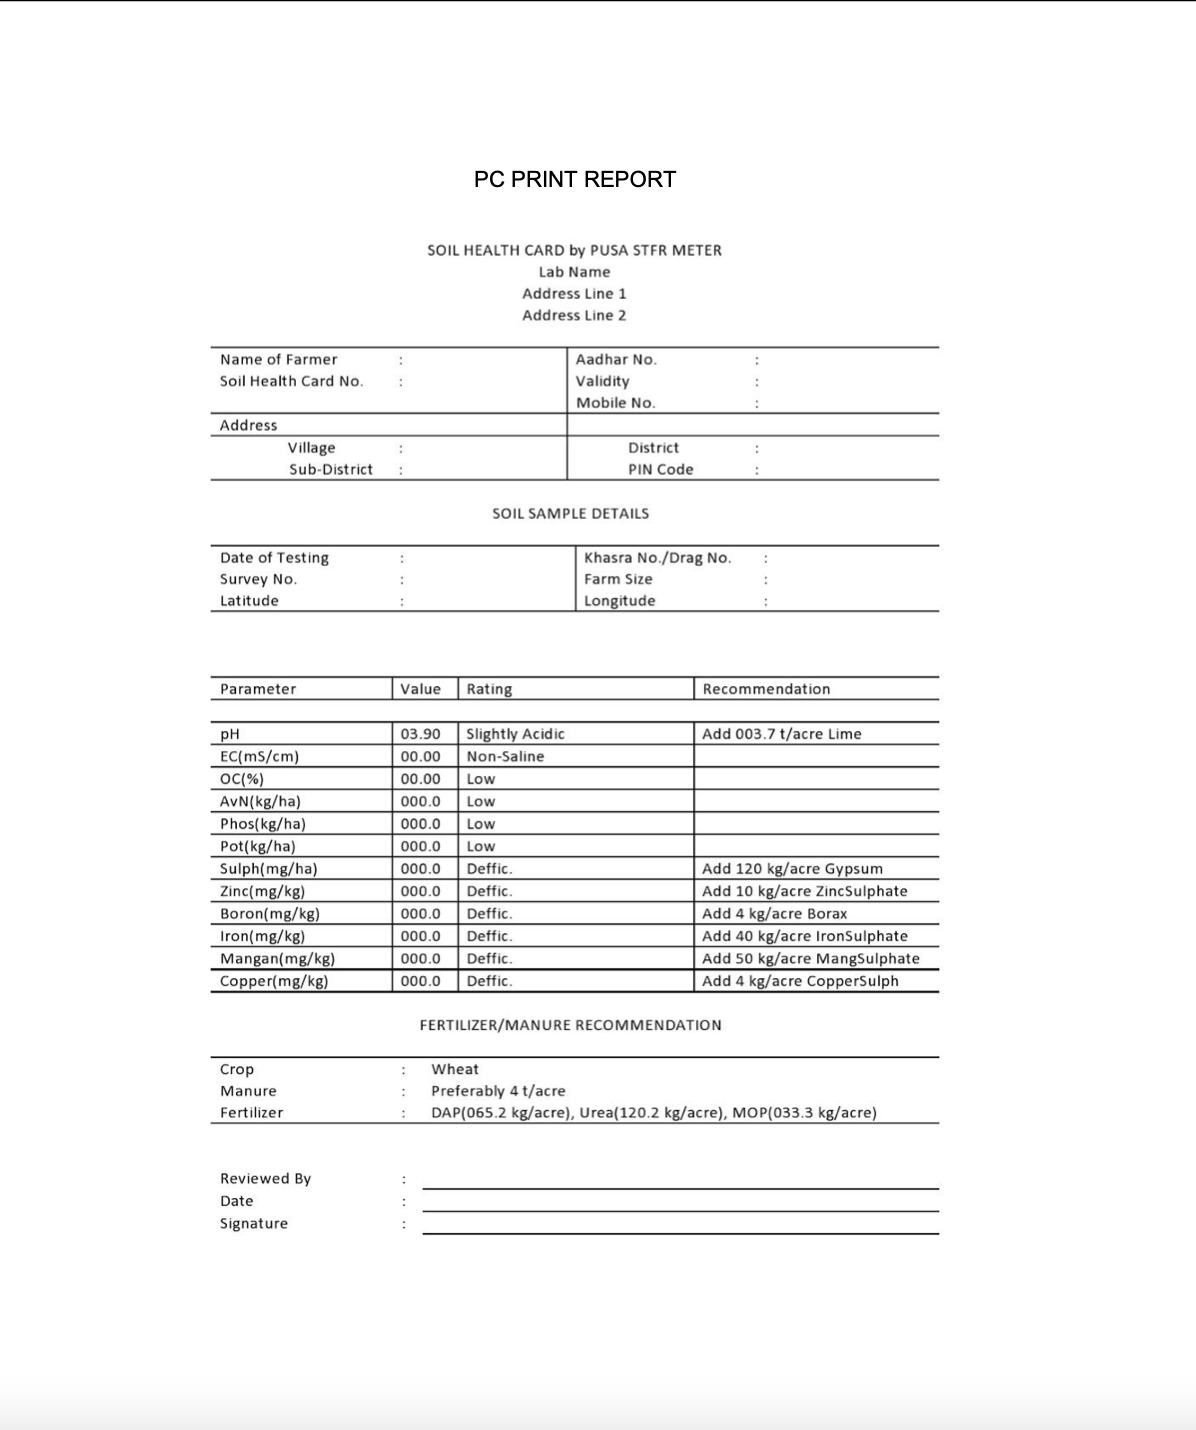 PC PRINT REPORT
SOIL HEALTH CARD by PUSA STFR METER
Lab Name
Address Line 1
Address Line 2
Name of Farmer : Aadhar No. :
Soil Health Card No. : Validity :
Mobile No. :
Address
Village : District :
Sub-District : PIN Code :
SOIL SAMPLE DETAILS
Date of Testing : Khasra No./Drag No. :
Survey No. : Farm Size :
Latitude : Longitude :
Parameter Value Rating Recommendation
pH 03.90 Slightly Acidic Add 003.7 t/acre Lime
EC(mS/cm) 00.00 Non-Saline
OC(%) 00.00 Low
AvN(kg/ha) 000.0 Low
Phos(kg/ha) 000.0 Low
Pot(kg/ha) 000.0 Low
Sulph(mg/ha) 000.0 Deffic. Add 120 kg/acre Gypsum
Zinc(mg/kg) 000.0 Deffic. Add 10 kg/acre ZincSulphate
Boron(mg/kg) 000.0 Deffic. Add 4 kg/acre Borax
Iron(mg/kg) 000.0 Deffic. Add 40 kg/acre IronSulphate
Mangan(mg/kg) 000.0 Deffic. Add 50 kg/acre MangSulphate
Copper(mg/kg) 000.0 Deffic. Add 4 kg/acre CopperSulph
FERTILIZER/MANURE RECOMMENDATION
Crop : Wheat
Manure : Preferably 4 t/acre
Fertilizer : DAP(065.2 kg/acre), Urea(120.2 kg/acre), MOP(033.3 kg/acre)
Reviewed By :
Date :
Signature :